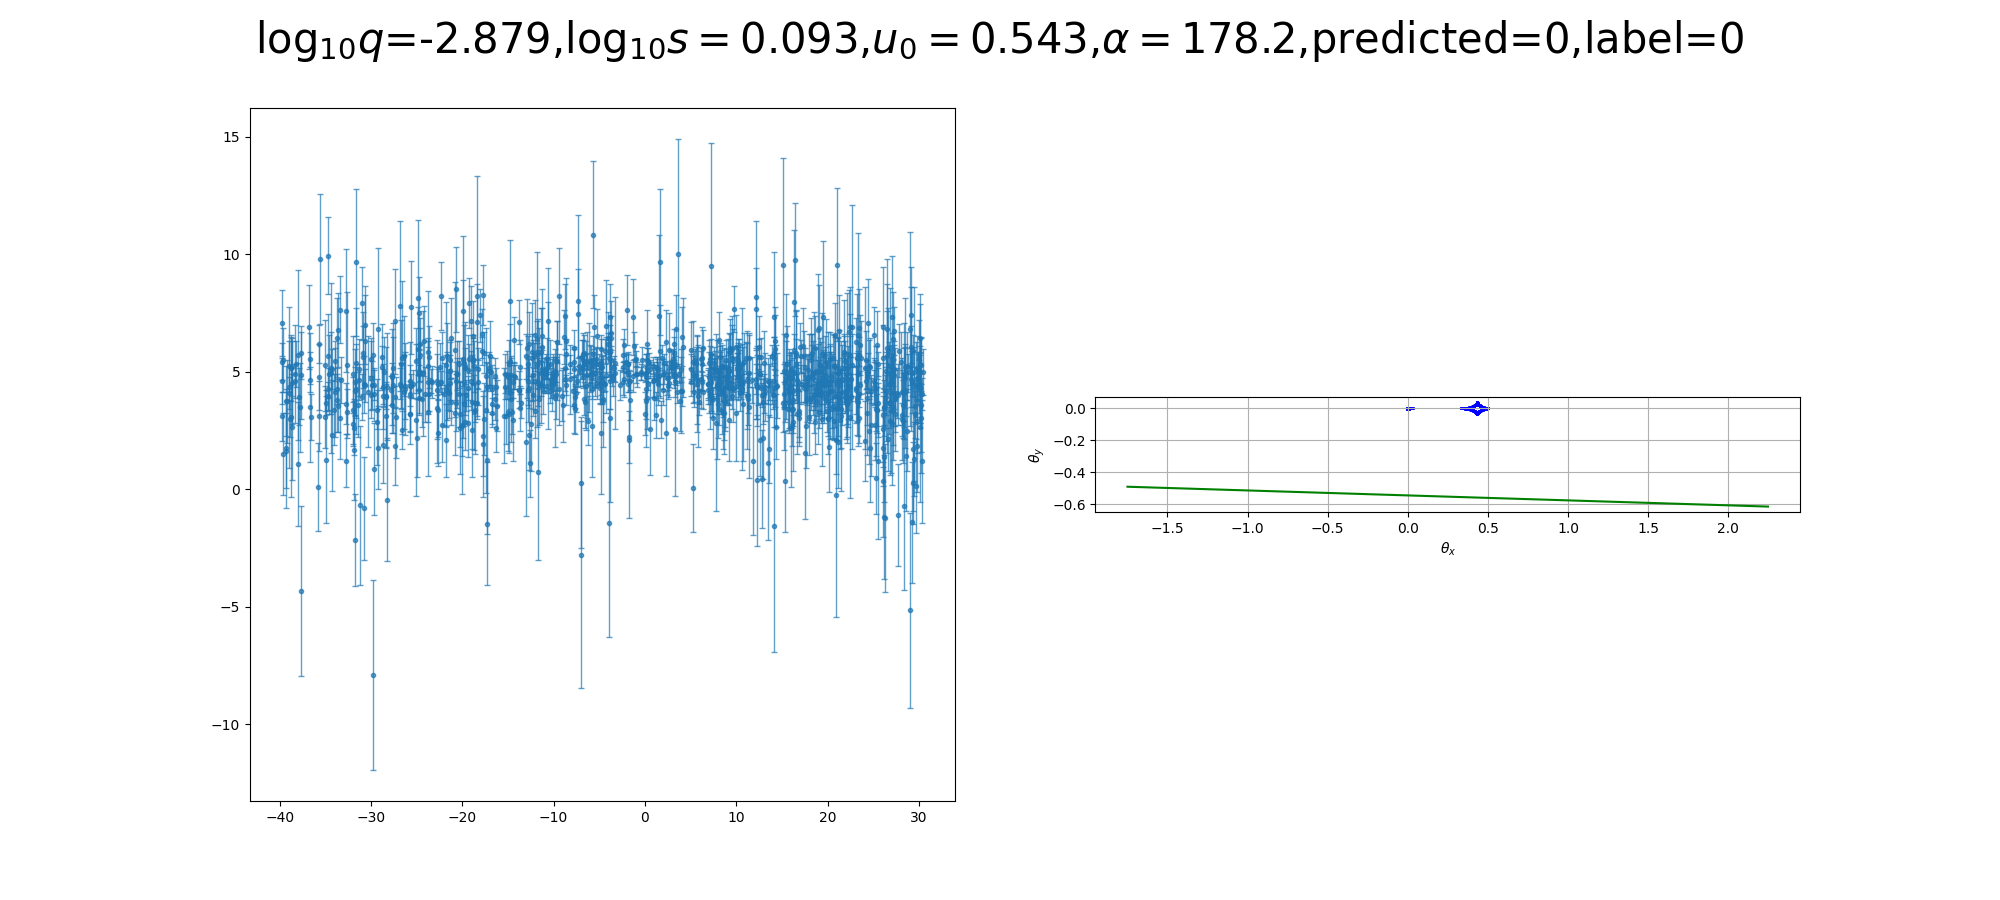 log₁₀q=-2.879,log₁₀s = 0.093,u₀ = 0.543,α = 178.2,predicted=0,label=0
15
10
5
0
−5
−10
−40 −30 −20 −10 0 10 20 30
0.0
−0.2
−0.4
−0.6
θy
−1.5 −1.0 −0.5 0.0 0.5 1.0 1.5 2.0
θx